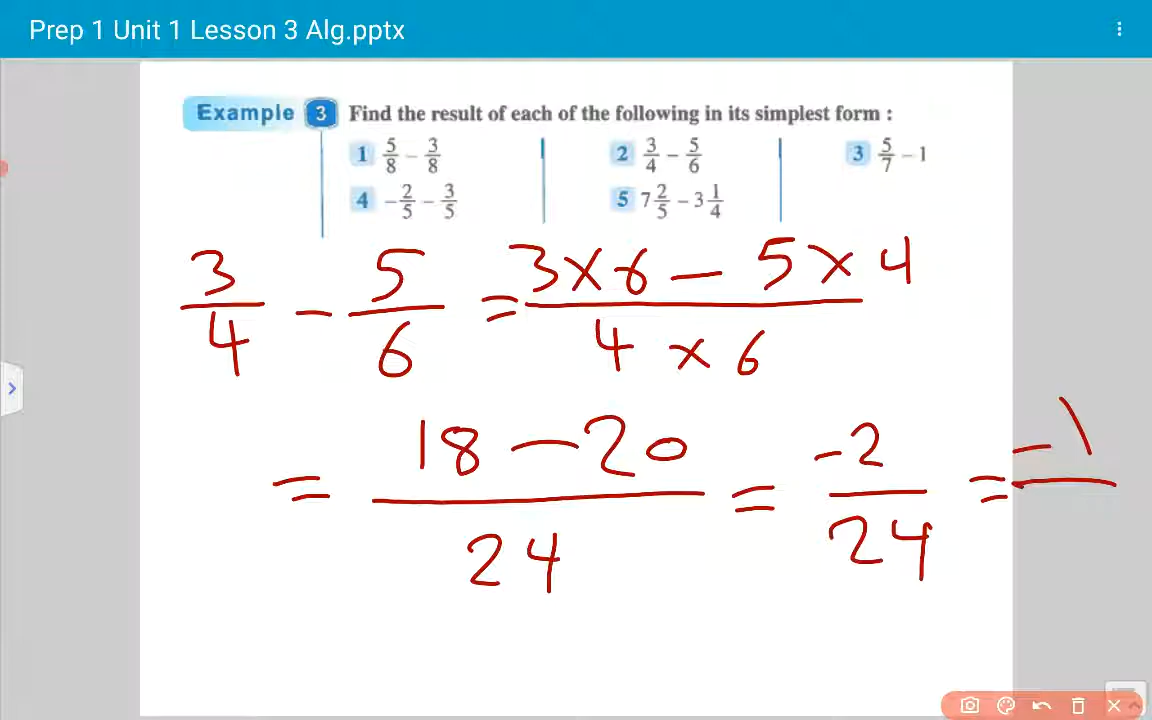 Prep 1 Unit 1 Lesson 3 Alg.pptx
Example 3 Find the result of each of the following in its simplest form :
1 5/8 - 3/8 2 3/4 - 5/6 3 5/7 - 1
4 -2/5 - 3/5 5 7 2/5 - 3 1/4
3/4 - 5/6 = 3 × 6 - 5 × 4 / 4 × 6
= 18 - 20 / 24 = -2/24 = -1/